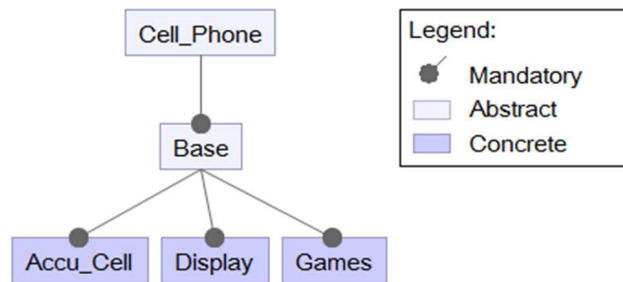 Cell_Phone
Base
Accu_Cell
Display
Games
Legend:
Mandatory
Abstract
Concrete